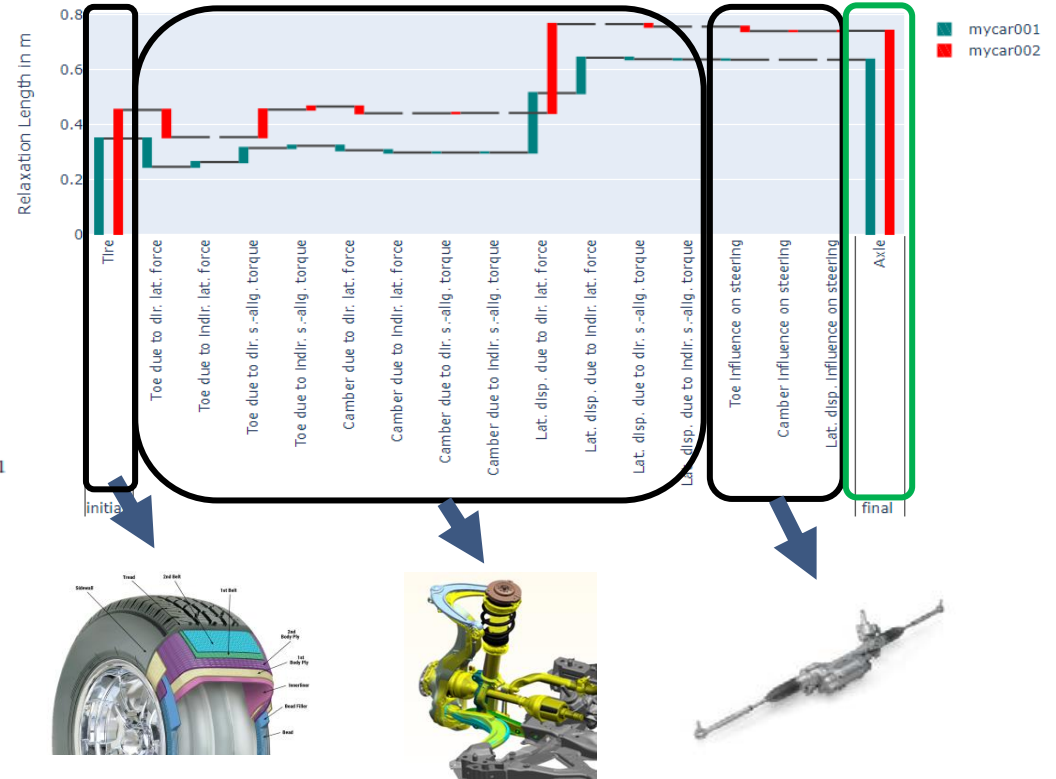 0.8
0.6
0.4
0.2
0
Relaxation Length in m
mycar001
mycar002
Tire
Toe due to dir. lat. force
Toe due to indir. lat. force
Toe due to dir. s.-alig. torque
Toe due to indir. s.-alig. torque
Camber due to dir. lat. force
Camber due to indir. lat. force
Camber due to dir. s.-alig. torque
Camber due to indir. s.-alig. torque
Lat. disp. due to dir. lat. force
Lat. disp. due to indir. lat. force
Lat. disp. due to dir. s.-alig. torque
Lat. disp. due to indir. s.-alig. torque
Toe influence on steering
Camber influence on steering
Lat. disp. influence on steering
Axle
initial
final
Sidewall
Tread
2nd Belt
1st Belt
2nd
Body Ply
1st
Body Ply
Innerliner
Bead Filler
Bead